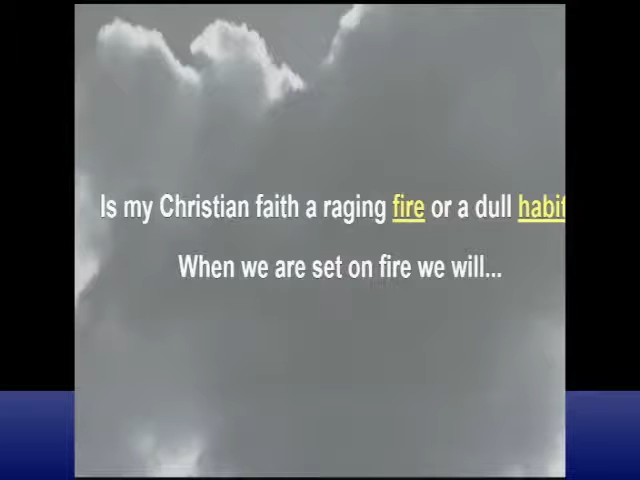 Is my Christian faith a raging fire or a dull habit
When we are set on fire we will...